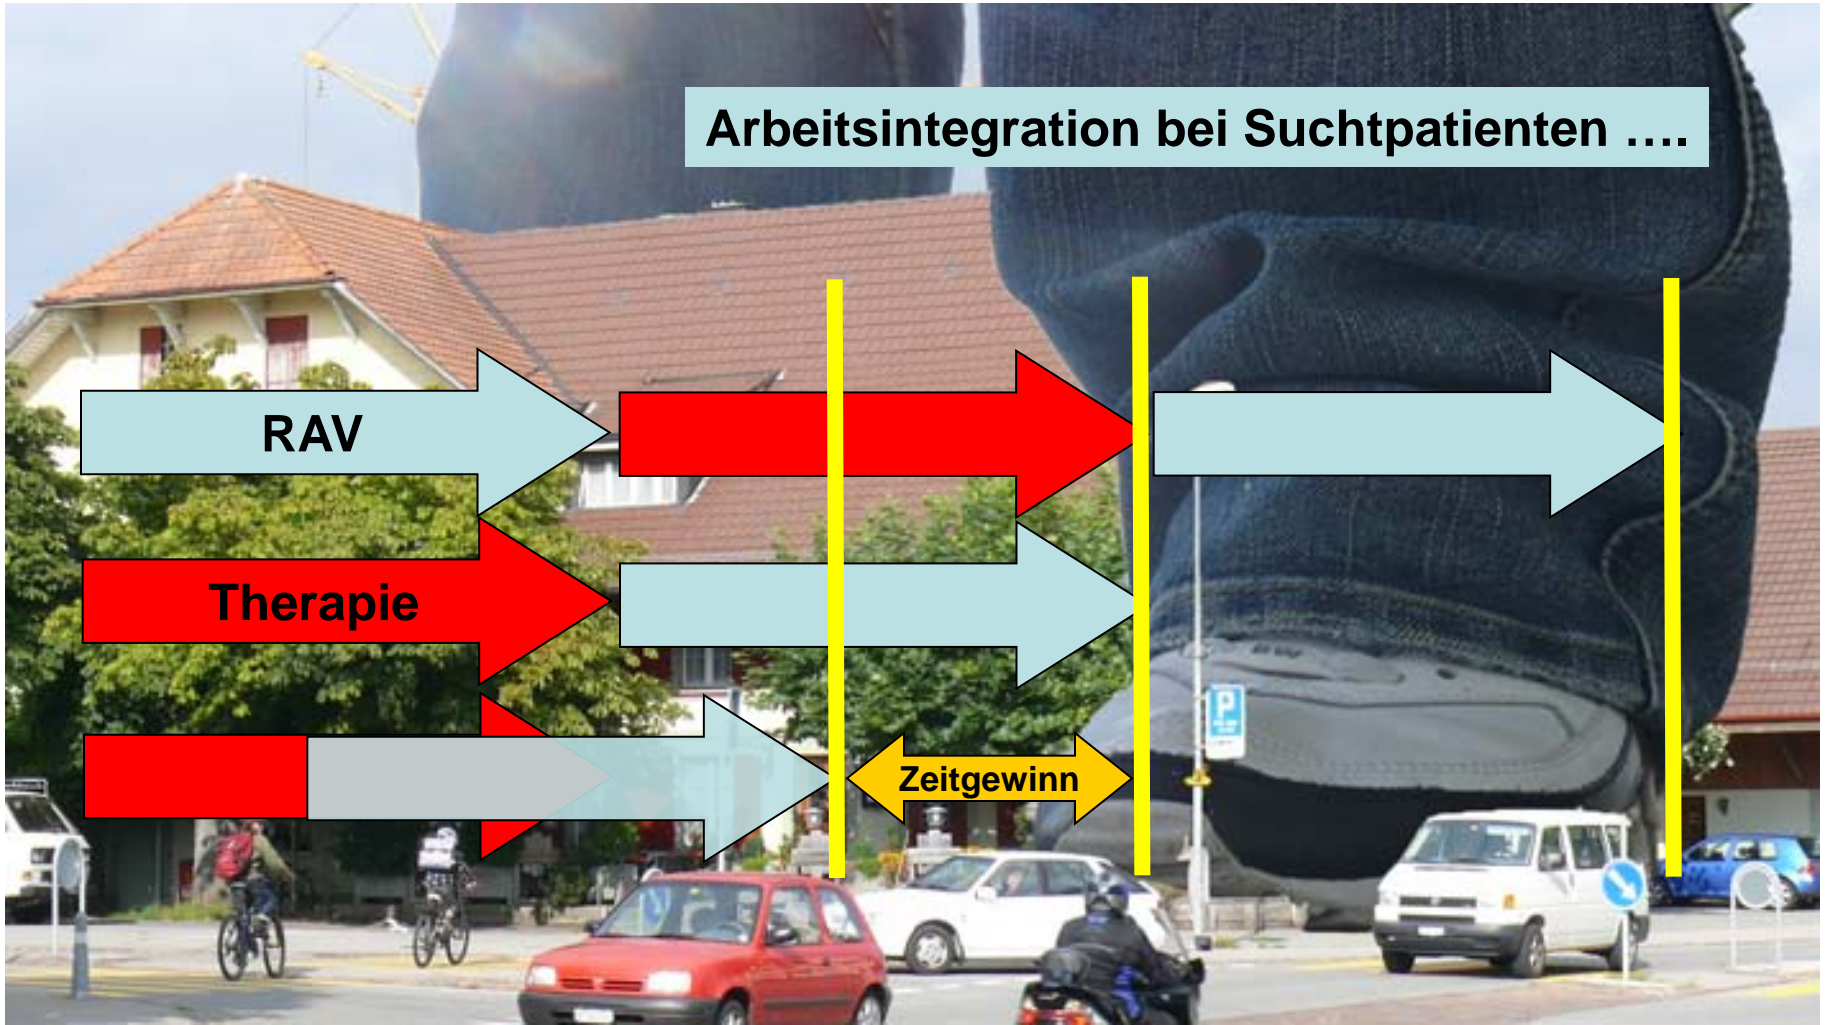 Arbeitsintegration bei Suchtpatienten ….
RAV
Therapie
Zeitgewinn
P